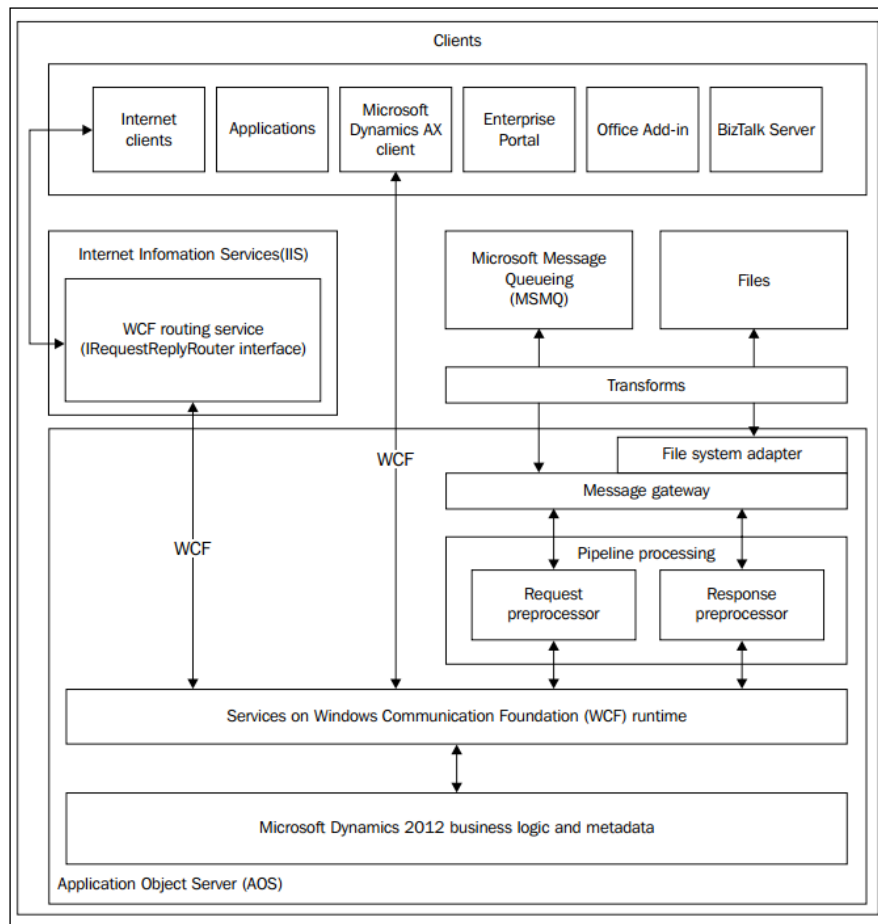 Clients
Internet
clients
Applications
Microsoft
Dynamics AX
client
Enterprise
Portal
Office Add-in
BizTalk Server
Internet Infomation Services(IIS)
WCF routing service
(IRequestReplyRouter interface)
Microsoft Message
Queueing
(MSMQ)
Files
Transforms
WCF
WCF
File system adapter
Message gateway
Pipeline processing
Request
preprocessor
Response
preprocessor
Services on Windows Communication Foundation (WCF) runtime
Microsoft Dynamics 2012 business logic and metadata
Application Object Server (AOS)